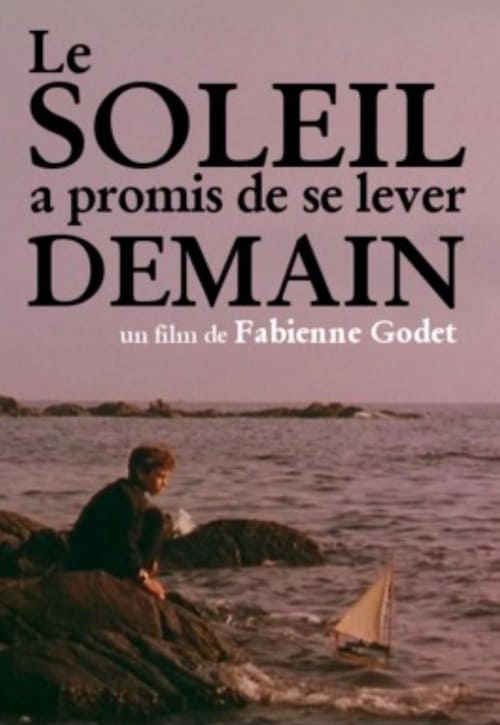 Le
SOLEIL
a promis de se lever
DEMAIN
un film de Fabienne Godet